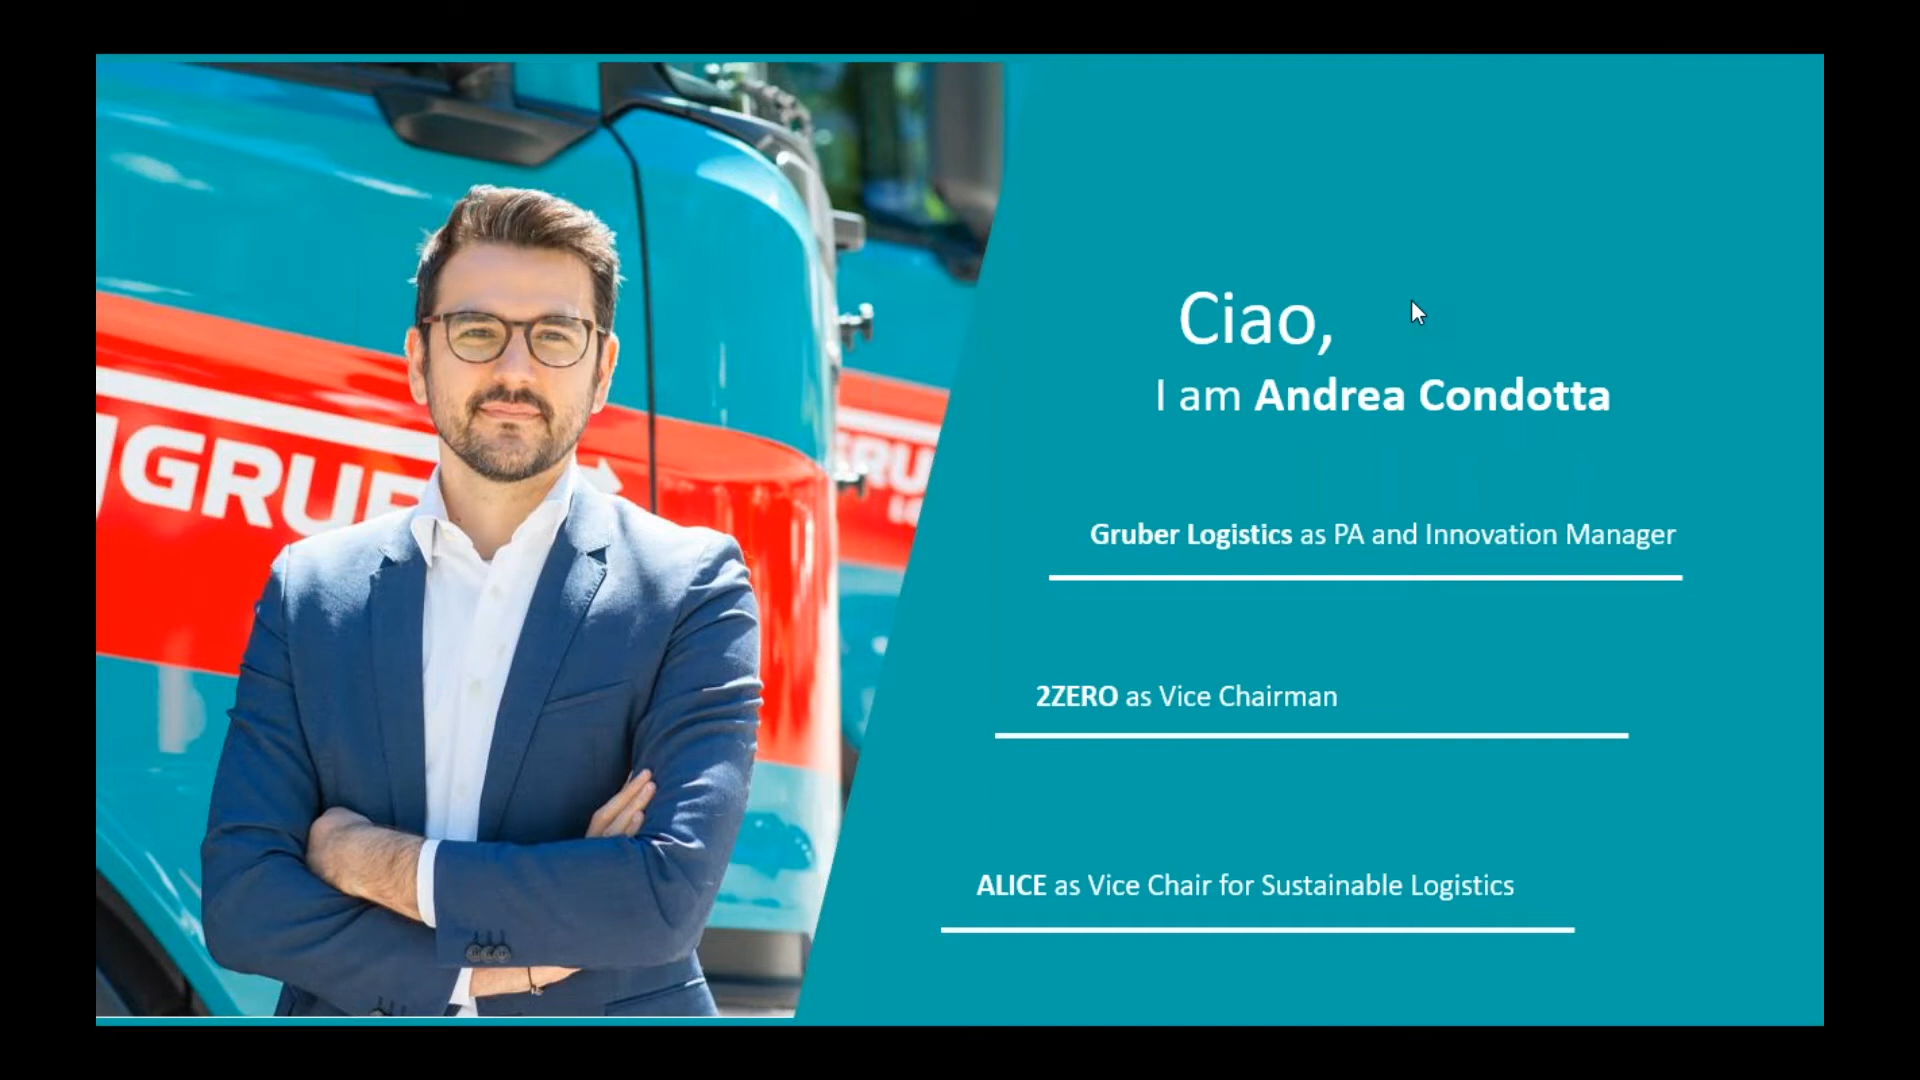 Ciao,
I am Andrea Condotta
Gruber Logistics as PA and Innovation Manager
2ZERO as Vice Chairman
ALICE as Vice Chair for Sustainable Logistics